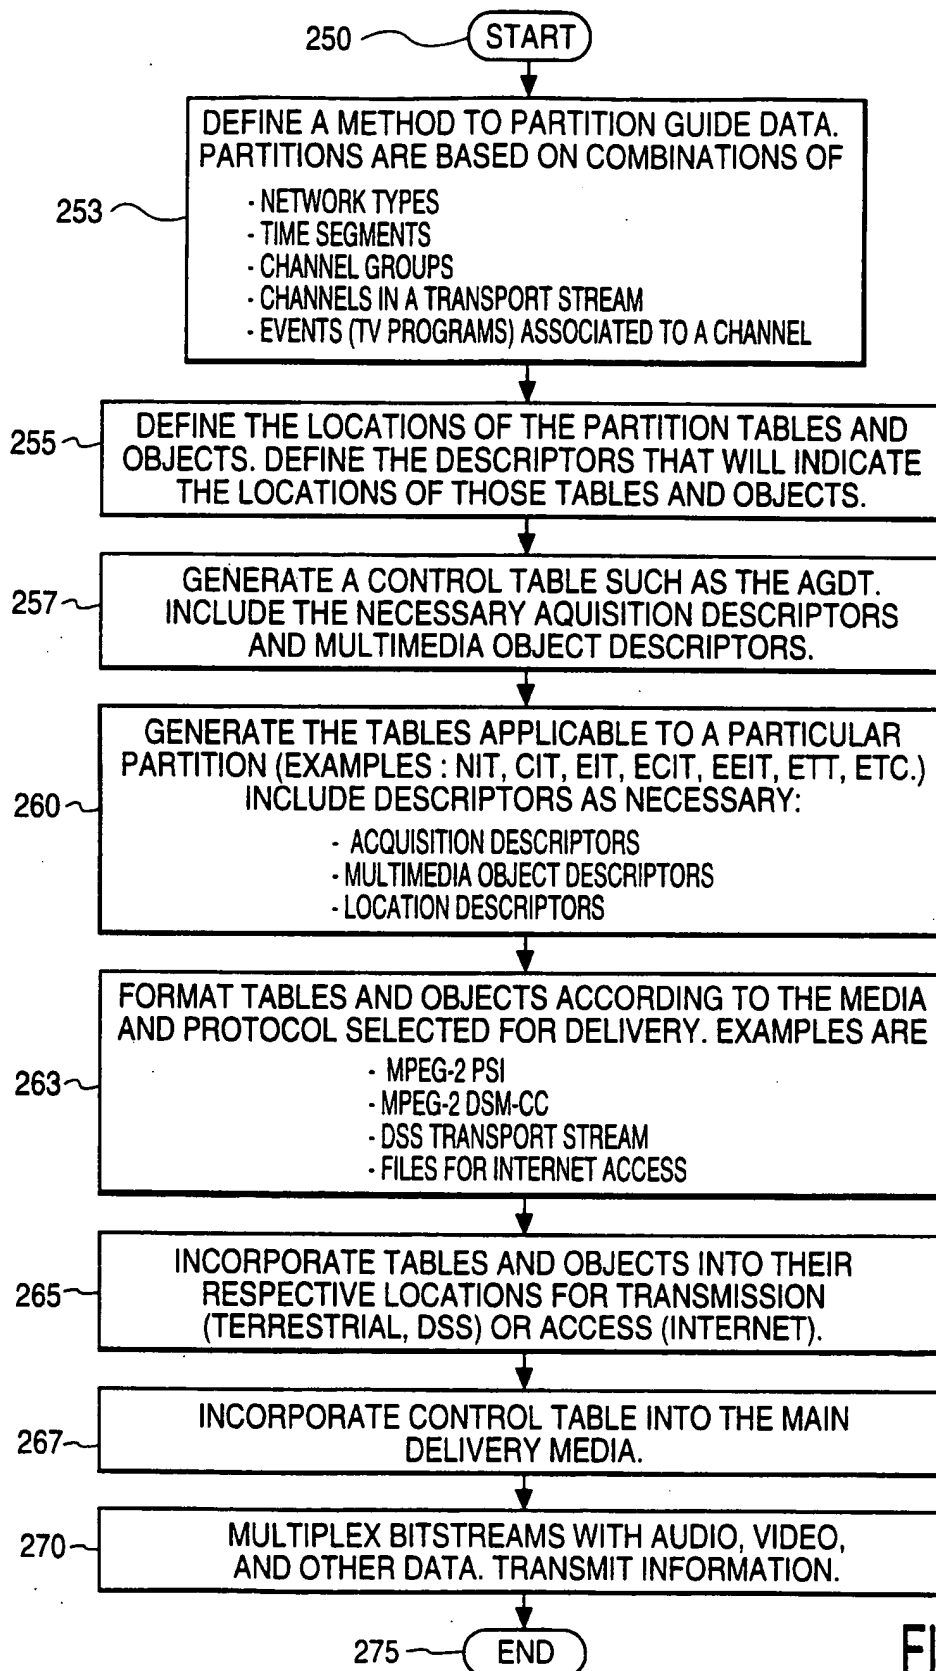 250 START
DEFINE A METHOD TO PARTITION GUIDE DATA.
PARTITIONS ARE BASED ON COMBINATIONS OF
253
- NETWORK TYPES
- TIME SEGMENTS
- CHANNEL GROUPS
- CHANNELS IN A TRANSPORT STREAM
- EVENTS (TV PROGRAMS) ASSOCIATED TO A CHANNEL
255
DEFINE THE LOCATIONS OF THE PARTITION TABLES AND
OBJECTS. DEFINE THE DESCRIPTORS THAT WILL INDICATE
THE LOCATIONS OF THOSE TABLES AND OBJECTS.
257
GENERATE A CONTROL TABLE SUCH AS THE AGDT.
INCLUDE THE NECESSARY AQUISITION DESCRIPTORS
AND MULTIMEDIA OBJECT DESCRIPTORS.
260
GENERATE THE TABLES APPLICABLE TO A PARTICULAR
PARTITION (EXAMPLES : NIT, CIT, EIT, ECIT, EEIT, ETT, ETC.)
INCLUDE DESCRIPTORS AS NECESSARY:
- ACQUISITION DESCRIPTORS
- MULTIMEDIA OBJECT DESCRIPTORS
- LOCATION DESCRIPTORS
263
FORMAT TABLES AND OBJECTS ACCORDING TO THE MEDIA
AND PROTOCOL SELECTED FOR DELIVERY. EXAMPLES ARE
- MPEG-2 PSI
- MPEG-2 DSM-CC
- DSS TRANSPORT STREAM
- FILES FOR INTERNET ACCESS
265
INCORPORATE TABLES AND OBJECTS INTO THEIR
RESPECTIVE LOCATIONS FOR TRANSMISSION
(TERRESTRIAL, DSS) OR ACCESS (INTERNET).
267
INCORPORATE CONTROL TABLE INTO THE MAIN
DELIVERY MEDIA.
270
MULTIPLEX BITSTREAMS WITH AUDIO, VIDEO,
AND OTHER DATA. TRANSMIT INFORMATION.
275 END